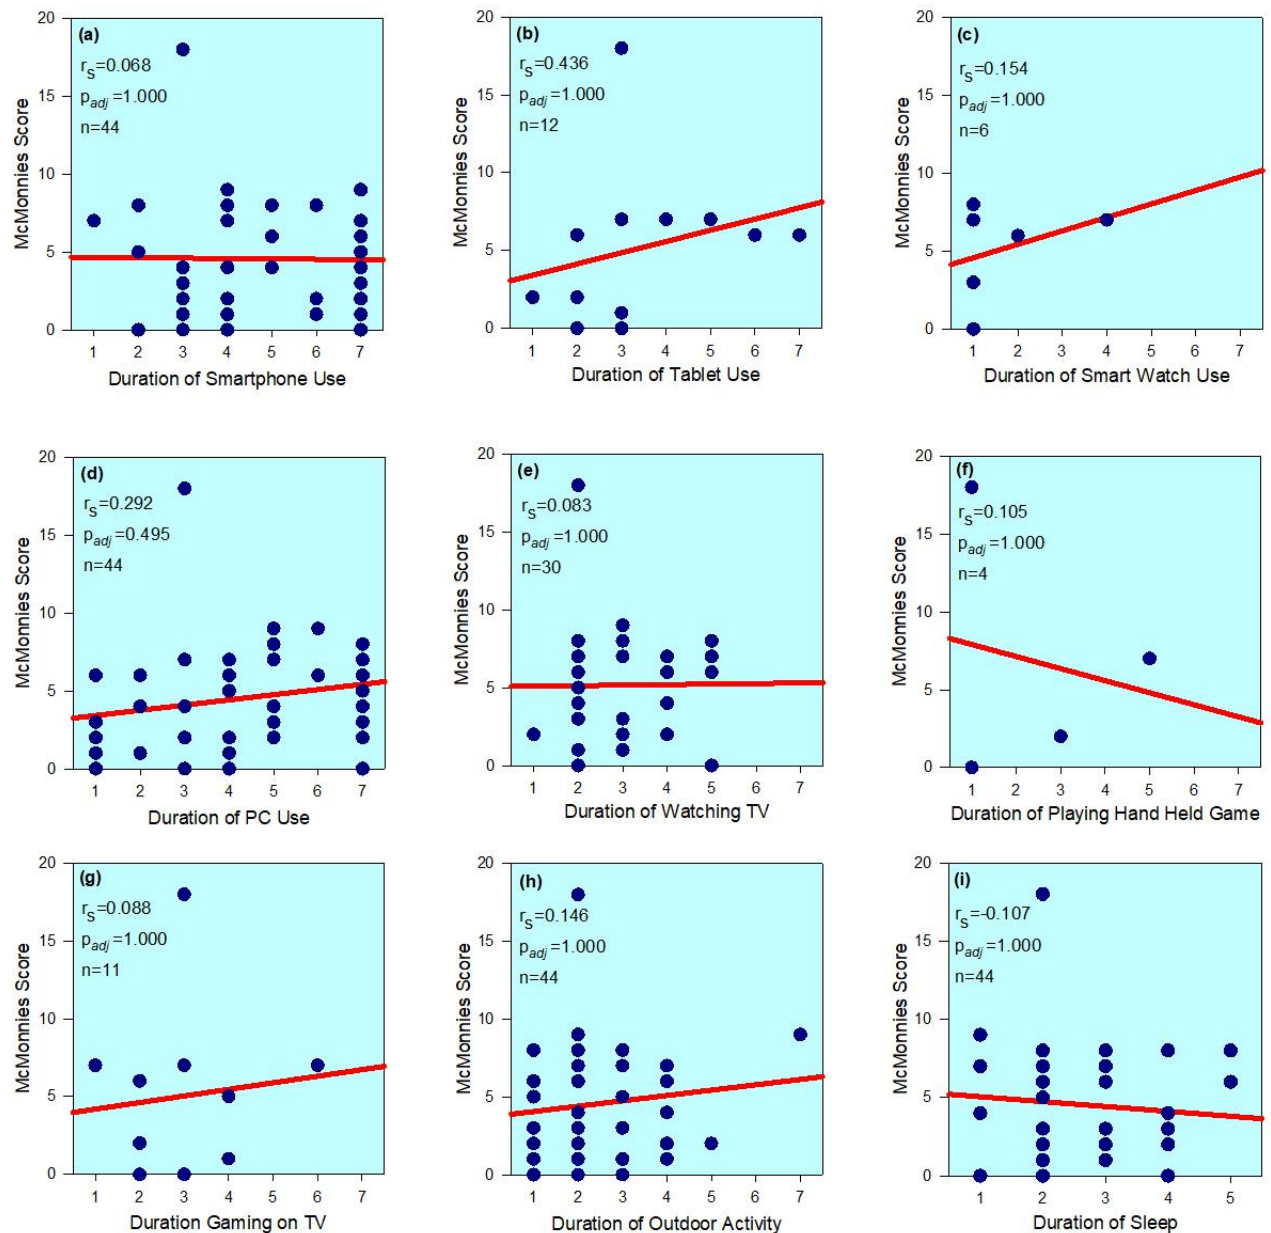 (a)
rS=0.068
padj=1.000
n=44
McMonnies Score
20
15
10
5
0
1 2 3 4 5 6 7
Duration of Smartphone Use
(b)
rS=0.436
padj=1.000
n=12
McMonnies Score
20
15
10
5
0
1 2 3 4 5 6 7
Duration of Tablet Use
(c)
rS=0.154
padj=1.000
n=6
McMonnies Score
20
15
10
5
0
1 2 3 4 5 6 7
Duration of Smart Watch Use
(d)
rS=0.292
padj=0.495
n=44
McMonnies Score
20
15
10
5
0
1 2 3 4 5 6 7
Duration of PC Use
(e)
rS=0.083
padj=1.000
n=30
McMonnies Score
20
15
10
5
0
1 2 3 4 5 6 7
Duration of Watching TV
(f)
rS=0.105
padj=1.000
n=4
McMonnies Score
20
15
10
5
0
1 2 3 4 5 6 7
Duration of Playing Hand Held Game
(g)
rS=0.088
padj=1.000
n=11
McMonnies Score
20
15
10
5
0
1 2 3 4 5 6 7
Duration Gaming on TV
(h)
rS=0.146
padj=1.000
n=44
McMonnies Score
20
15
10
5
0
1 2 3 4 5 6 7
Duration of Outdoor Activity
(i)
rS=-0.107
padj=1.000
n=44
McMonnies Score
20
15
10
5
0
1 2 3 4 5
Duration of Sleep